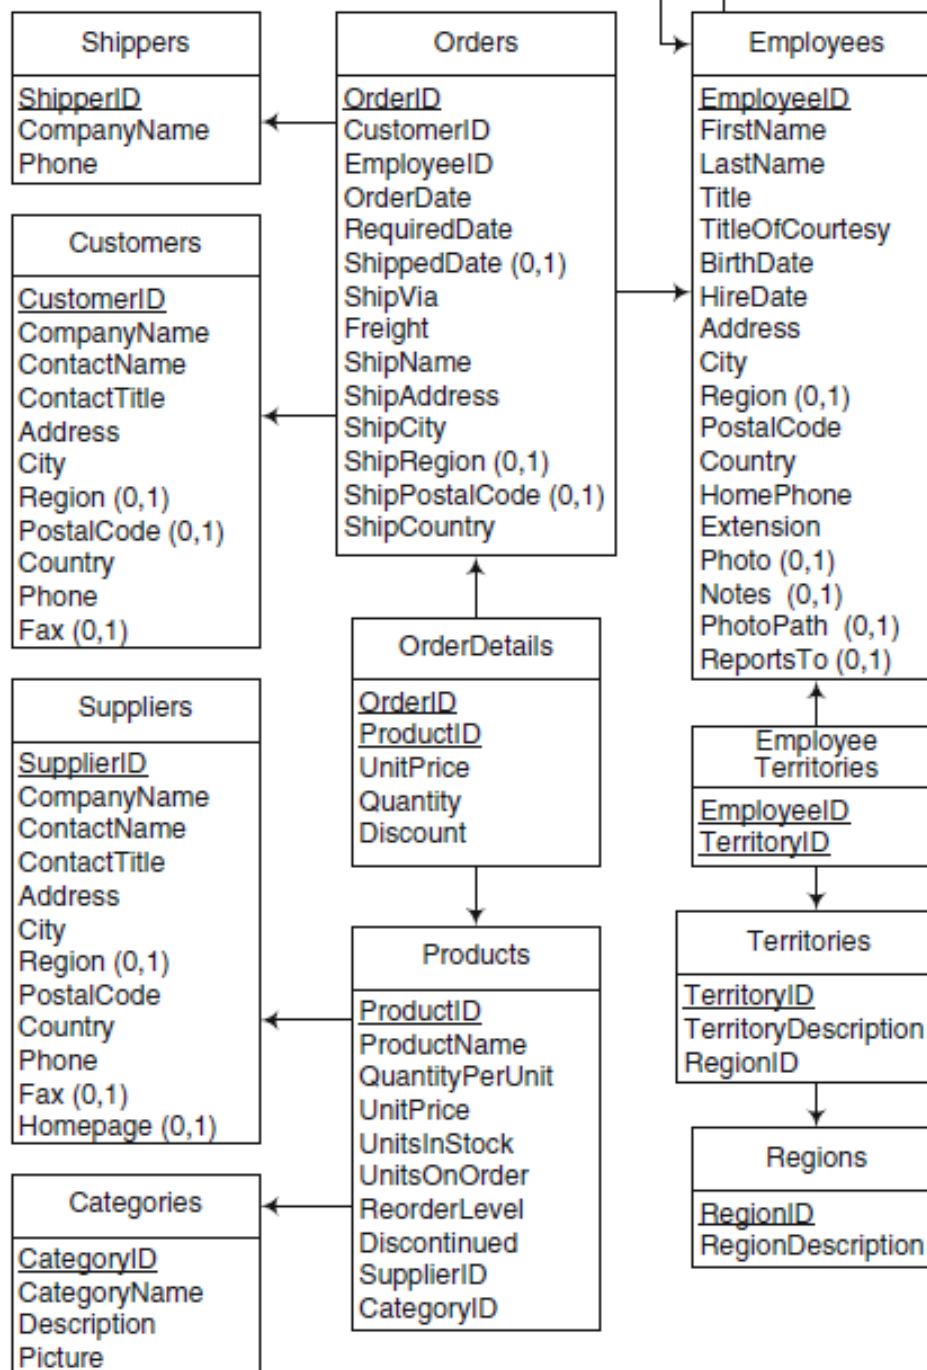 Shippers
ShipperID
CompanyName
Phone
Customers
CustomerID
CompanyName
ContactName
ContactTitle
Address
City
Region (0,1)
PostalCode (0,1)
Country
Phone
Fax (0,1)
Suppliers
SupplierID
CompanyName
ContactName
ContactTitle
Address
City
Region (0,1)
PostalCode
Country
Phone
Fax (0,1)
Homepage (0,1)
Categories
CategoryID
CategoryName
Description
Picture
Orders
OrderID
CustomerID
EmployeeID
OrderDate
RequiredDate
ShippedDate (0,1)
ShipVia
Freight
ShipName
ShipAddress
ShipCity
ShipRegion (0,1)
ShipPostalCode (0,1)
ShipCountry
OrderDetails
OrderID
ProductID
UnitPrice
Quantity
Discount
Products
ProductID
ProductName
QuantityPerUnit
UnitPrice
UnitsInStock
UnitsOnOrder
ReorderLevel
Discontinued
SupplierID
CategoryID
Employees
EmployeeID
FirstName
LastName
Title
TitleOfCourtesy
BirthDate
HireDate
Address
City
Region (0,1)
PostalCode
Country
HomePhone
Extension
Photo (0,1)
Notes (0,1)
PhotoPath (0,1)
ReportsTo (0,1)
Employee
Territories
EmployeeID
TerritoryID
Territories
TerritoryID
TerritoryDescription
RegionID
Regions
RegionID
RegionDescription